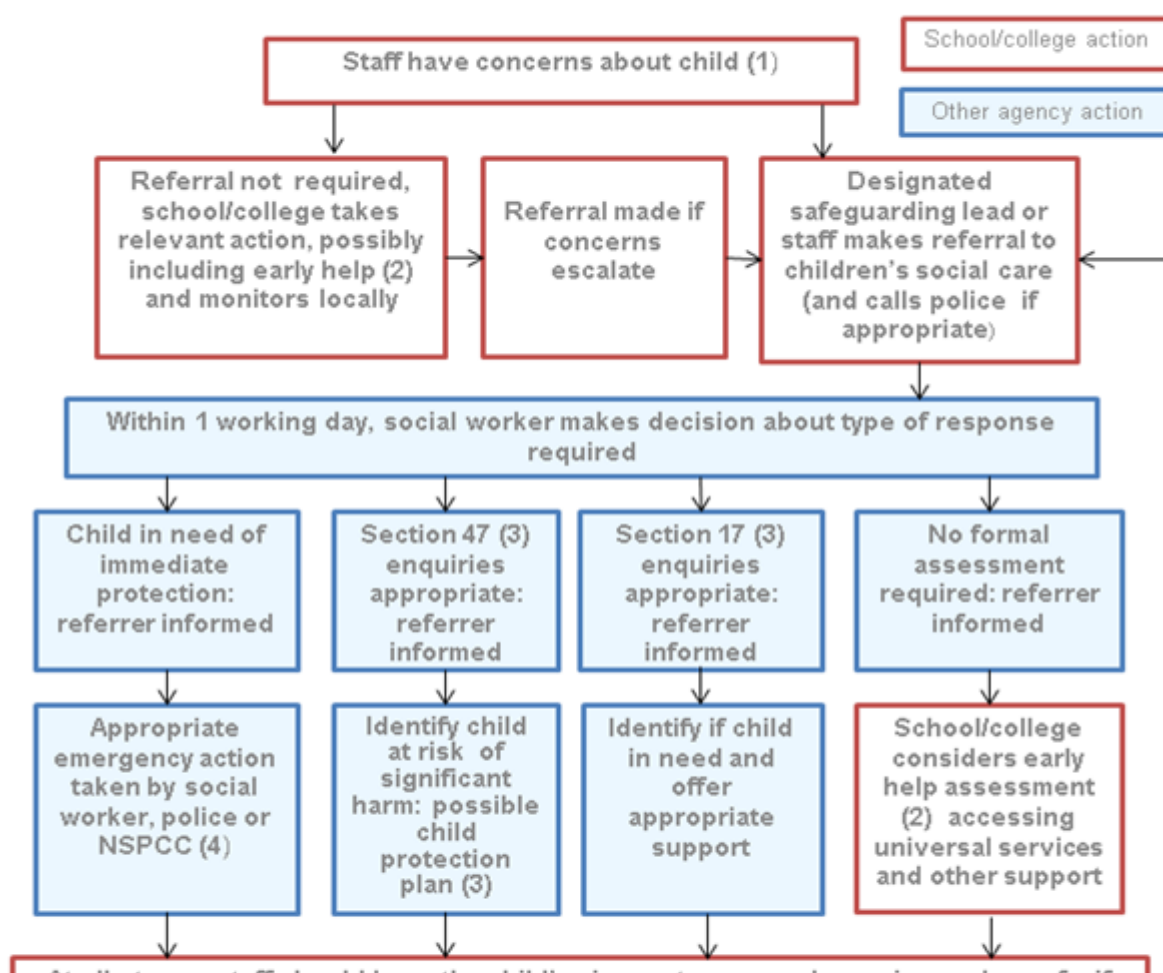 School/college action
Staff have concerns about child (1)
Other agency action
Referral not required,
school/college takes
relevant action, possibly
including early help (2)
and monitors locally
Referral made if
concerns
escalate
Designated
safeguarding lead or
staff makes referral to
children's social care
(and calls police if
appropriate)
Within 1 working day, social worker makes decision about type of response
required
Child in need of
immediate
protection:
referrer informed
Section 47 (3)
enquiries
appropriate:
referrer
informed
Section 17 (3)
enquiries
appropriate:
referrer
informed
No formal
assessment
required: referrer
informed
Appropriate
emergency action
taken by social
worker, police or
NSPCC (4)
Identify child
at risk of
significant
harm: possible
child
protection
plan (3)
Identify if child
in need and
offer
appropriate
support
School/college
considers early
help assessment
(2) accessing
universal services
and other support